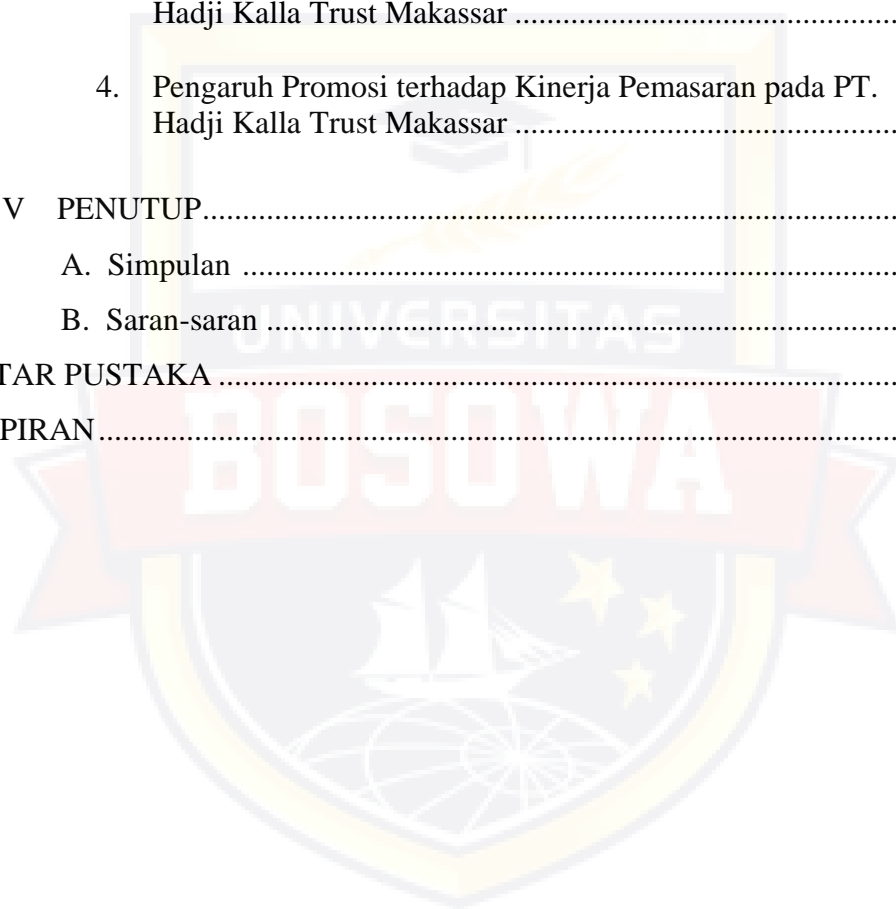 Hadji Kalla Trust Makassar ................................................
4. Pengaruh Promosi terhadap Kinerja Pemasaran pada PT.
Hadji Kalla Trust Makassar ................................................
V PENUTUP.......................................................................................
A. Simpulan ..................................................................................
B. Saran-saran ...............................................................................
TAR PUSTAKA .....................................................................................
PIRAN....................................................................................................
UNIVERSITAS
BOSOWA